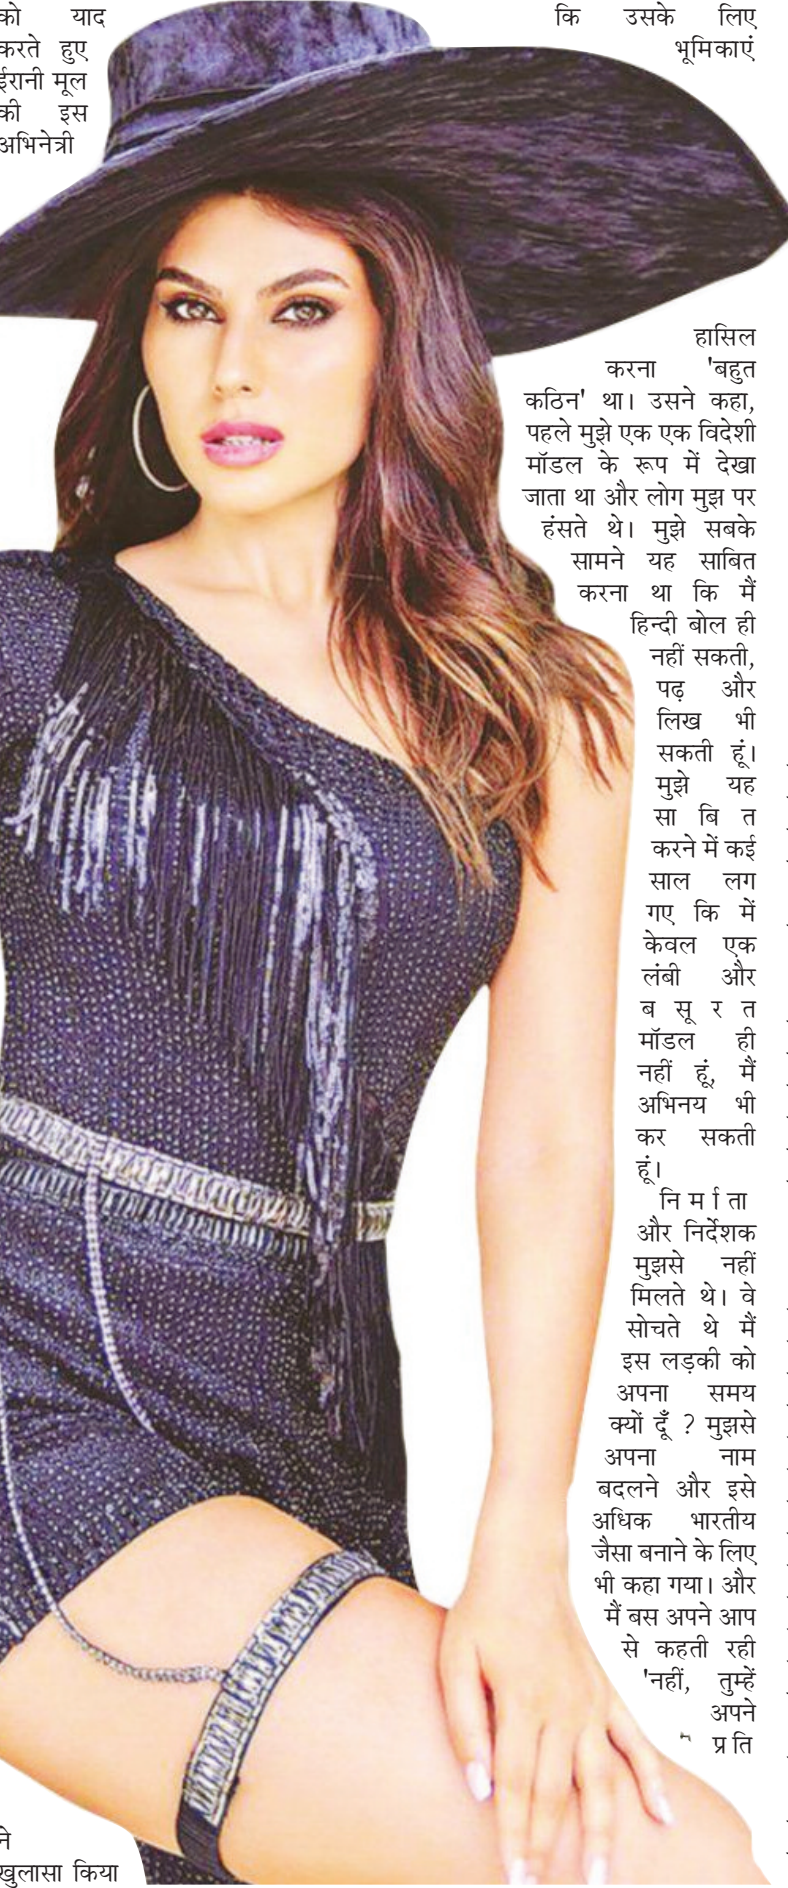 को याद
करते हुए
ईरानी मूल
की इस
अभिनेत्री
ने
खुलासा किया
कि उसके लिए
भूमिकाएं
हासिल
करना 'बहुत
कठिन' था। उसने कहा,
पहले मुझे एक एक विदेशी
मॉडल के रूप में देखा
जाता था और लोग मुझ पर
हंसते थे। मुझे सबके
सामने यह साबित
करना था कि मैं
हिन्दी बोल ही
नहीं सकती,
पढ़ और
लिख भी
सकती हूं।
मुझे यह
सा बि त
करने में कई
साल लग
गए कि में
केवल एक
लंबी और
ब सू र त
मॉडल ही
नहीं हूं, मैं
अभिनय भी
कर सकती
हूं।
नि र्मा ता
और निर्देशक
मुझसे नहीं
मिलते थे। वे
सोचते थे मैं
इस लड़की को
अपना समय
क्यों दूँ ? मुझसे
अपना नाम
बदलने और इसे
अधिक भारतीय
जैसा बनाने के लिए
भी कहा गया। और
मैं बस अपने आप
से कहती रही
'नहीं, तुम्हें
अपने
प्र ति